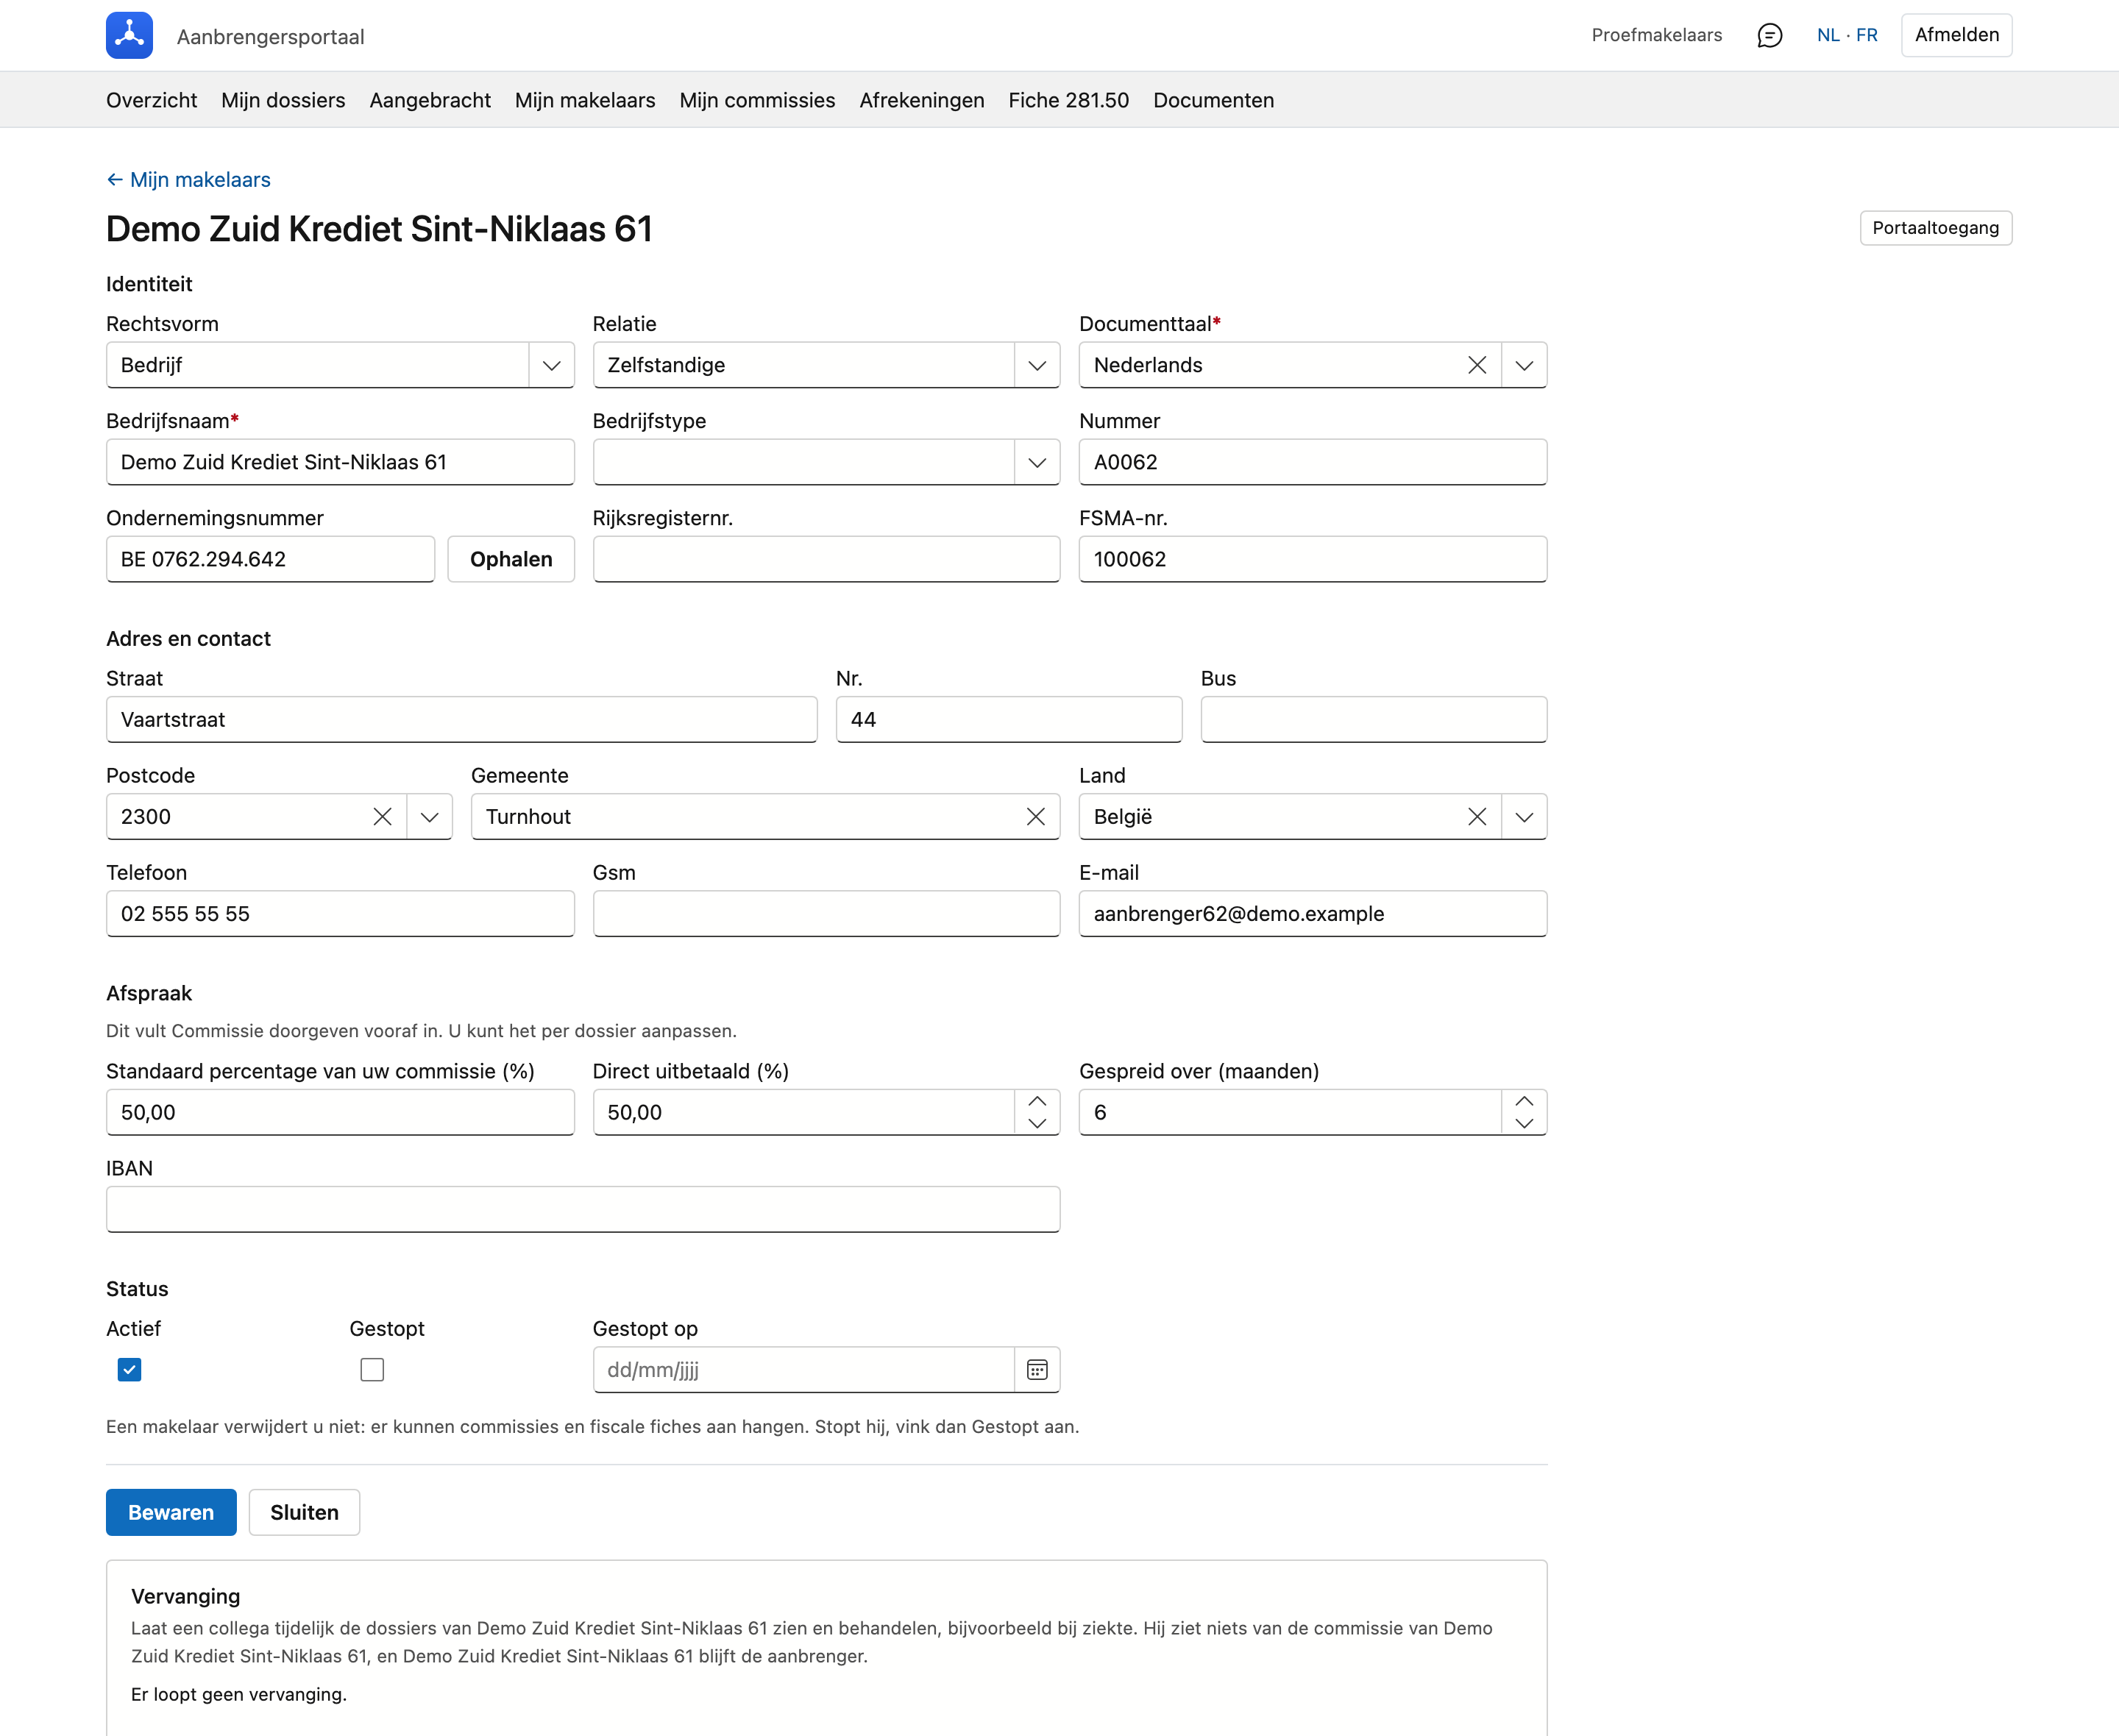 Aanbrengersportaal
Proefmakelaars
NL · FR
Afmelden
Overzicht Mijn dossiers Aangebracht Mijn makelaars Mijn commissies Afrekeningen Fiche 281.50 Documenten
← Mijn makelaars
Demo Zuid Krediet Sint-Niklaas 61
Portaaltoegang
Identiteit
Rechtsvorm Relatie Documenttaal*
Bedrijf Zelfstandige Nederlands
Bedrijfsnaam* Bedrijfstype Nummer
Demo Zuid Krediet Sint-Niklaas 61 A0062
Ondernemingsnummer Rijksregisternr. FSMA-nr.
BE 0762.294.642 Ophalen 100062
Adres en contact
Straat Nr. Bus
Vaartstraat 44
Postcode Gemeente Land
2300 Turnhout België
Telefoon Gsm E-mail
02 555 55 55 aanbrenger62@demo.example
Afspraak
Dit vult Commissie doorgeven vooraf in. U kunt het per dossier aanpassen.
Standaard percentage van uw commissie (%) Direct uitbetaald (%) Gespreid over (maanden)
50,00 50,00 6
IBAN
Status
Actief Gestopt Gestopt op
dd/mm/jjjj
Een makelaar verwijdert u niet: er kunnen commissies en fiscale fiches aan hangen. Stopt hij, vink dan Gestopt aan.
Bewaren Sluiten
Vervanging
Laat een collega tijdelijk de dossiers van Demo Zuid Krediet Sint-Niklaas 61 zien en behandelen, bijvoorbeeld bij ziekte. Hij ziet niets van de commissie van Demo
Zuid Krediet Sint-Niklaas 61, en Demo Zuid Krediet Sint-Niklaas 61 blijft de aanbrenger.
Er loopt geen vervanging.